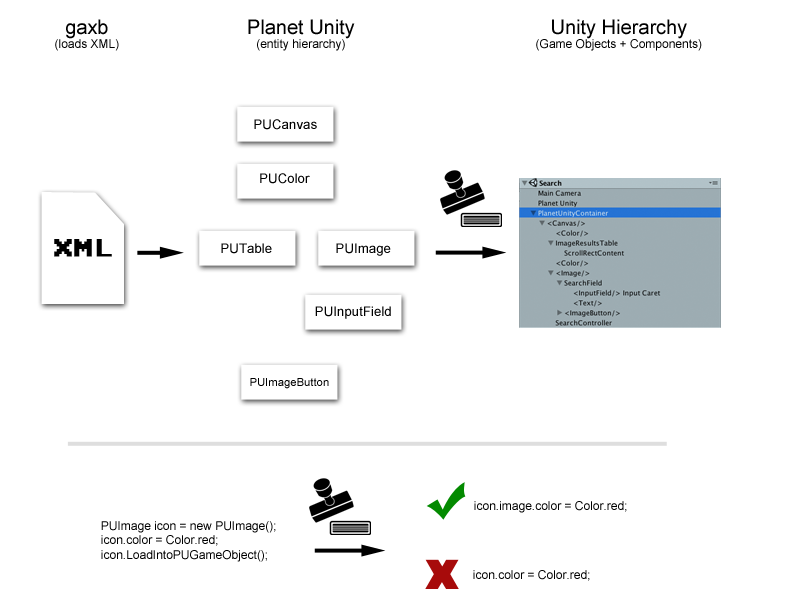 gaxb
(loads XML)
Planet Unity
(entity hierarchy)
Unity Hierarchy
(Game Objects + Components)
PUCanvas
PUColor
PUTable
PUImage
PUInputField
PUImageButton
XML
Search
Main Camera
Planet Unity
PlanetUnityContainer
<Canvas/>
<Color/>
ImageResultsTable
ScrollRectContent
<Color/>
<Image/>
SearchField
<InputField/> Input Caret
<Text/>
<ImageButton/>
SearchController
PUImage icon = new PUImage();
icon.color = Color.red;
icon.LoadIntoPUGameObject();
icon.image.color = Color.red;
icon.color = Color.red;